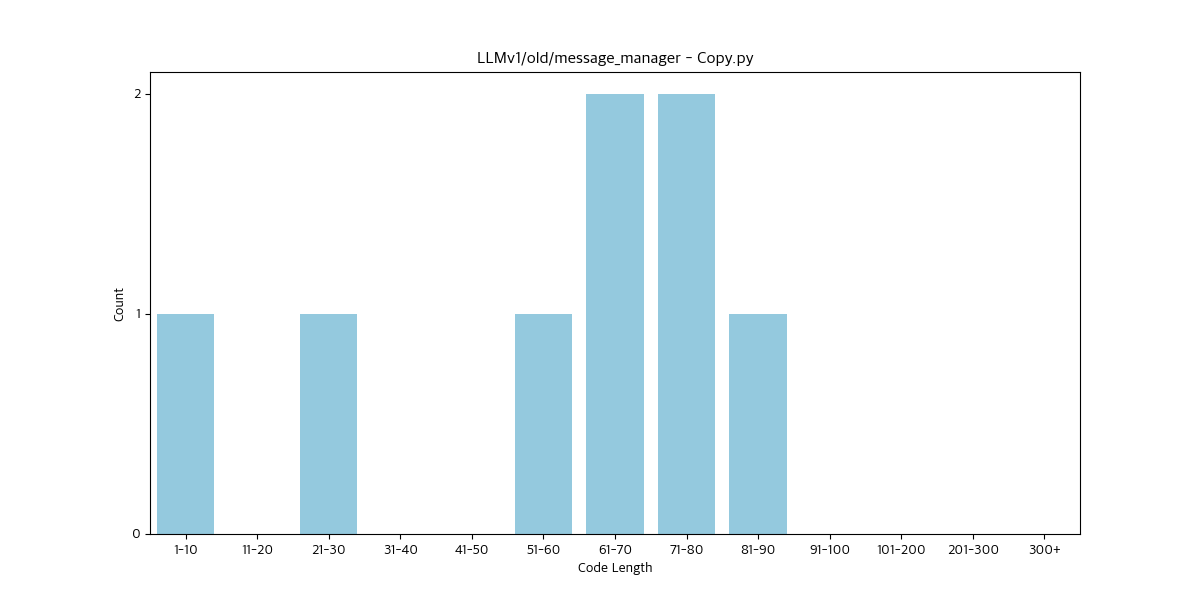 LLMv1/old/message_manager - Copy.py
2
1
0
Count
1-10 11-20 21-30 31-40 41-50 51-60 61-70 71-80 81-90 91-100 101-200 201-300 300+
Code Length